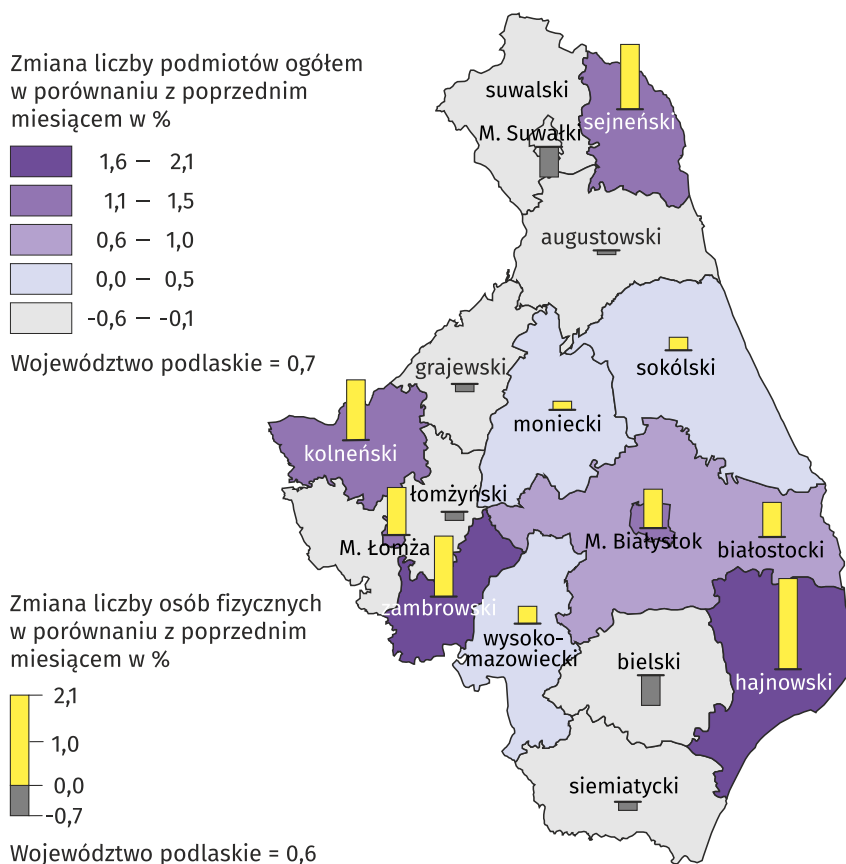 Zmiana liczby podmiotów ogółem
w porównaniu z poprzednim
miesiącem w %
1,6 – 2,1
1,1 – 1,5
0,6 – 1,0
0,0 – 0,5
-0,6 – -0,1
Województwo podlaskie = 0,7
suwalski
M. Suwałki
sejneński
augustowski
grajewski
sokólski
moniecki
kolneński
łomżyński
M. Łomża
M. Białystok
białostocki
zambrowski
wysoko-
mazowiecki
bielski
hajnowski
siemiatycki
Zmiana liczby osób fizycznych
w porównaniu z poprzednim
miesiącem w %
2,1
1,0
0,0
-0,7
Województwo podlaskie = 0,6